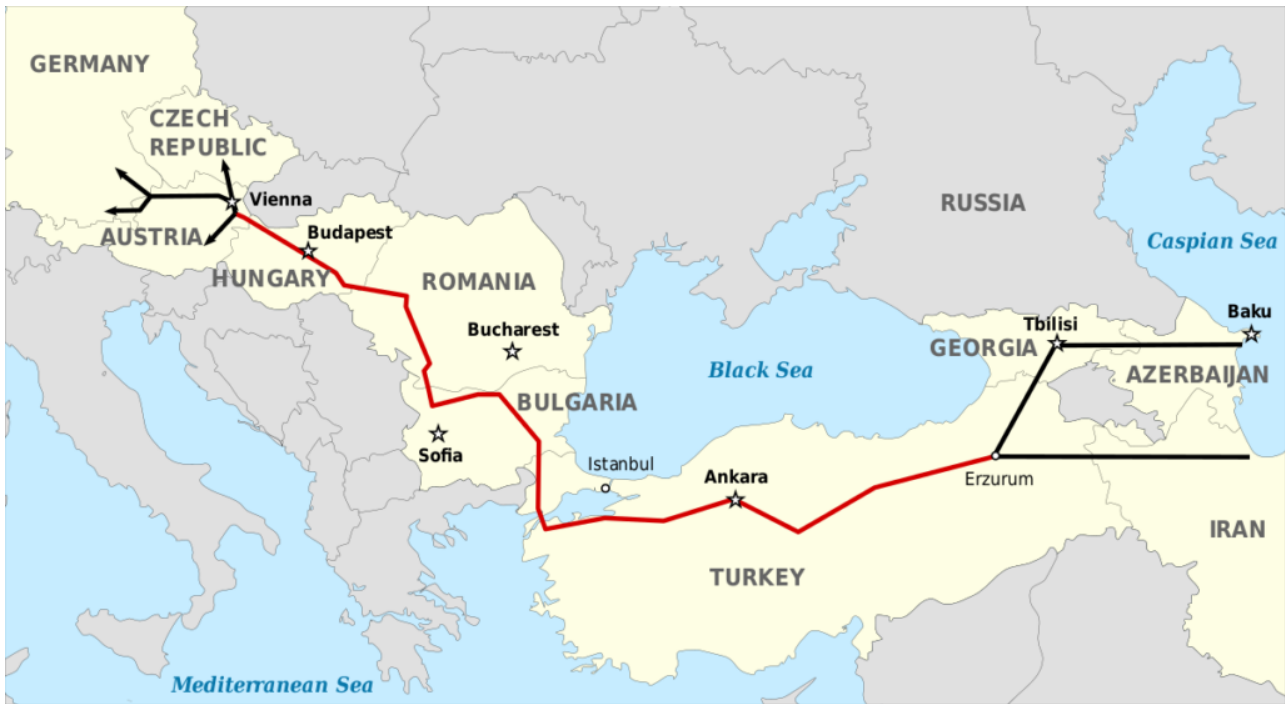 GERMANY
CZECH
REPUBLIC
Vienna
AUSTRIA
Budapest
HUNGARY
ROMANIA
Bucharest
BULGARIA
Sofia
Istanbul
Ankara
TURKEY
Black Sea
RUSSIA
Caspian Sea
Baku
Tbilisi
GEORGIA
AZERBAIJAN
Erzurum
IRAN
Mediterranean Sea